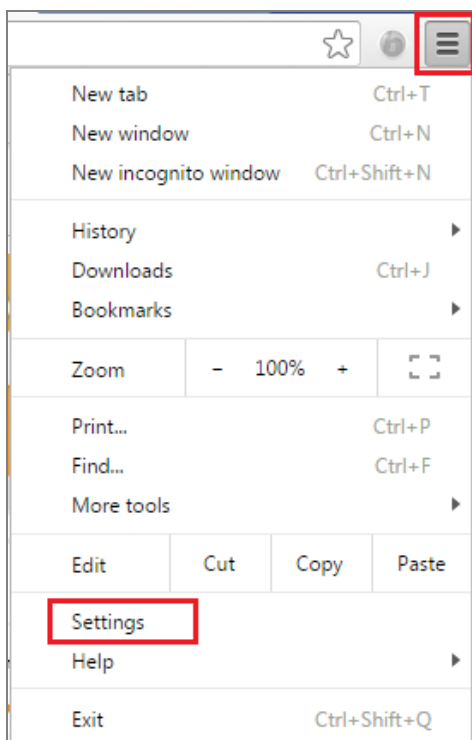 New tab Ctrl+T
New window Ctrl+N
New incognito window Ctrl+Shift+N
History
Downloads Ctrl+J
Bookmarks
Zoom - 100% +
Print... Ctrl+P
Find... Ctrl+F
More tools
Edit Cut Copy Paste
Settings
Help
Exit Ctrl+Shift+Q